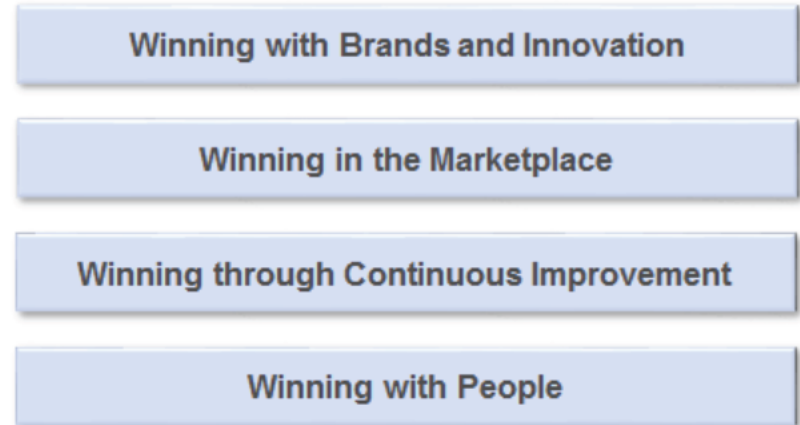 Winning with Brands and Innovation
Winning in the Marketplace
Winning through Continuous Improvement
Winning with People